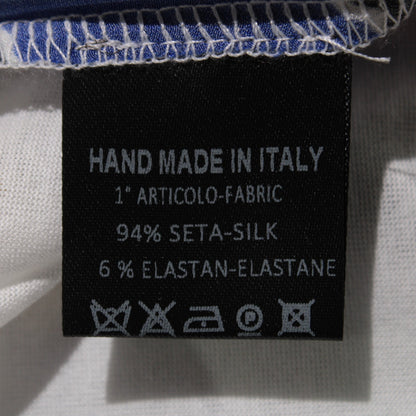 HAND MADE IN ITALY
1° ARTICOLO-FABRIC
94% SETA-SILK
6 % ELASTAN-ELASTANE
P